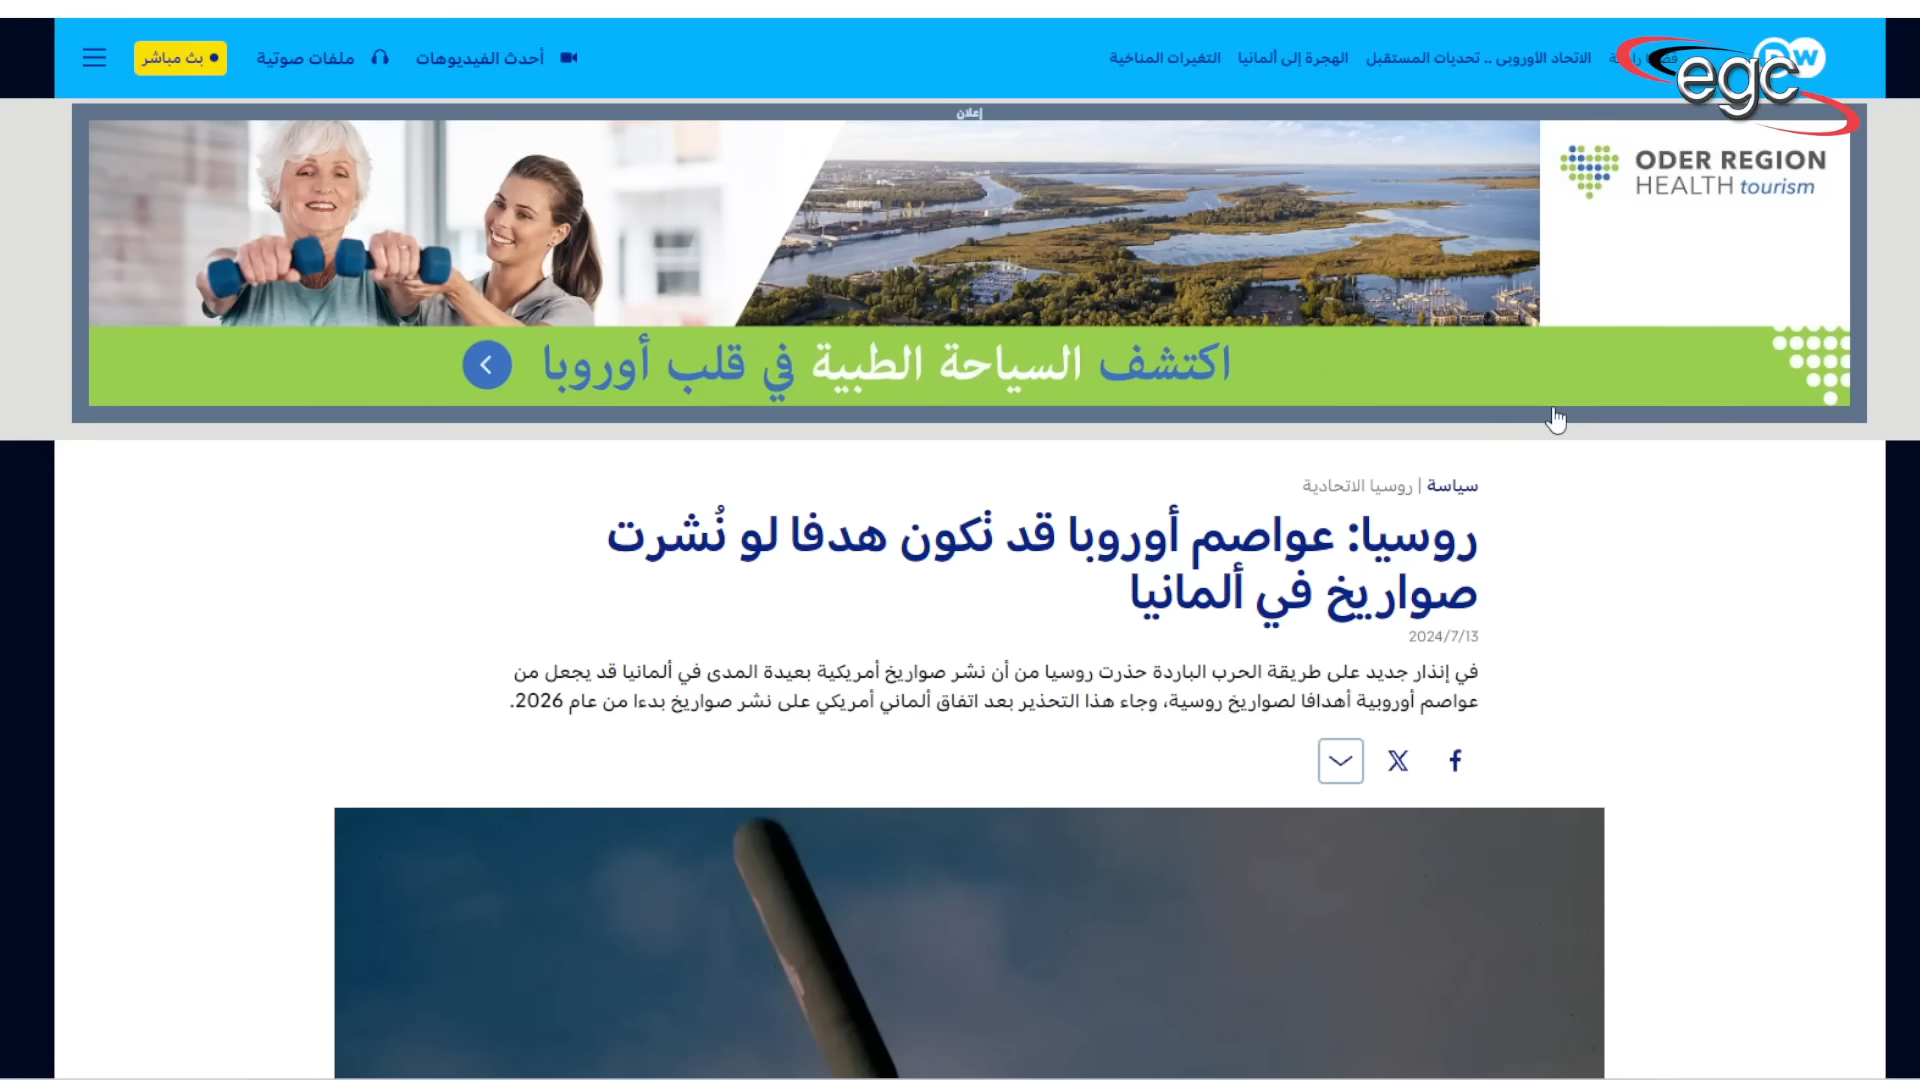 DW
الاتحاد الأوروبي .. تحديات المستقبل
الهجرة إلى ألمانيا
التغيرات المناخية
أحدث الفيديوهات
ملفات صوتية
بث مباشر
egc
إعلان
ODER REGION
HEALTH tourism
اكتشف السياحة الطبية في قلب أوروبا
سياسة | روسيا الاتحادية
روسيا: عواصم أوروبا قد تكون هدفا لو نُشرت
صواريخ في ألمانيا
2024/7/13
في إنذار جديد على طريقة الحرب الباردة حذرت روسيا من أن نشر صواريخ أمريكية بعيدة المدى في ألمانيا قد يجعل من
عواصم أوروبية أهدافا لصواريخ روسية، وجاء هذا التحذير بعد اتفاق ألماني أمريكي على نشر صواريخ بدءا من عام 2026.